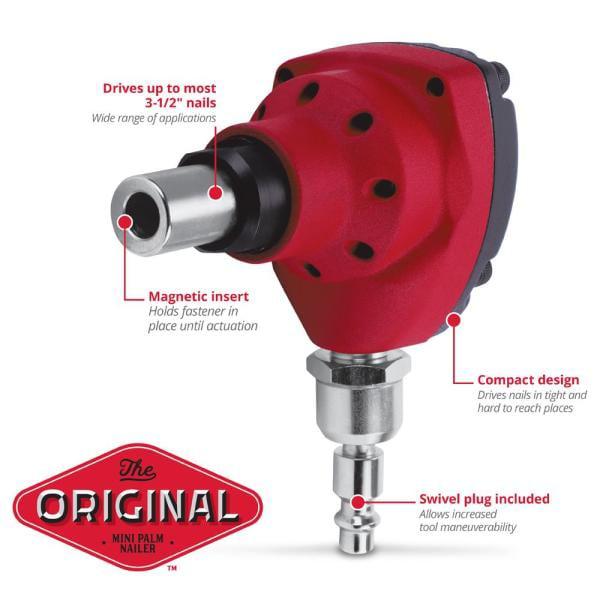 Drives up to most
3-1/2" nails
Wide range of applications
Magnetic insert
Holds fastener in
place until actuation
Compact design
Drives nails in tight and
hard to reach places
Swivel plug included
Allows increased
tool maneuverability
The
ORIGINAL
MINI PALM
NAILER
TM